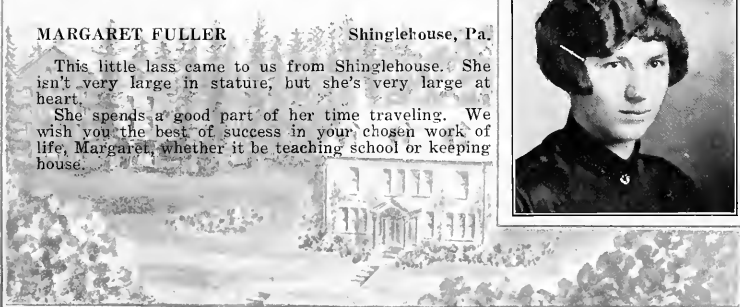 MARGARET FULLER Shinglehouse, Pa.
This little lass came to us from Shinglehouse. She
isn't very large in stature, but she's very large at
heart.
She spends a good part of her time traveling. We
wish you the best of success in your chosen work of
life, Margaret, whether it be teaching school or keeping
house.